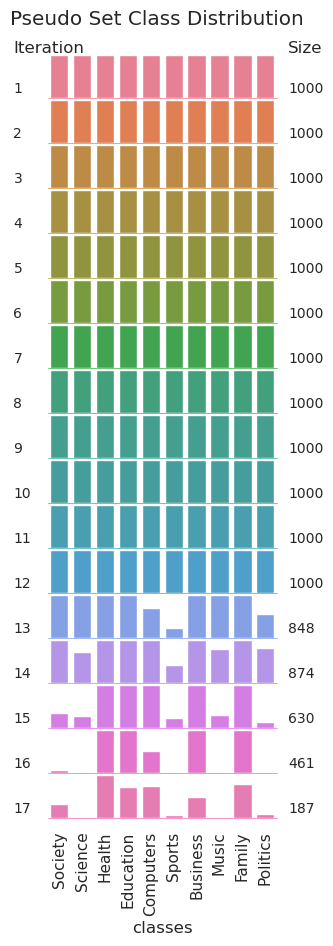 Pseudo Set Class Distribution
Iteration Size
1 1000
2 1000
3 1000
4 1000
5 1000
6 1000
7 1000
8 1000
9 1000
10 1000
11 1000
12 1000
13 848
14 874
15 630
16 461
17 187
Society
Science
Health
Education
Computers
Sports
Business
Music
Family
Politics
classes